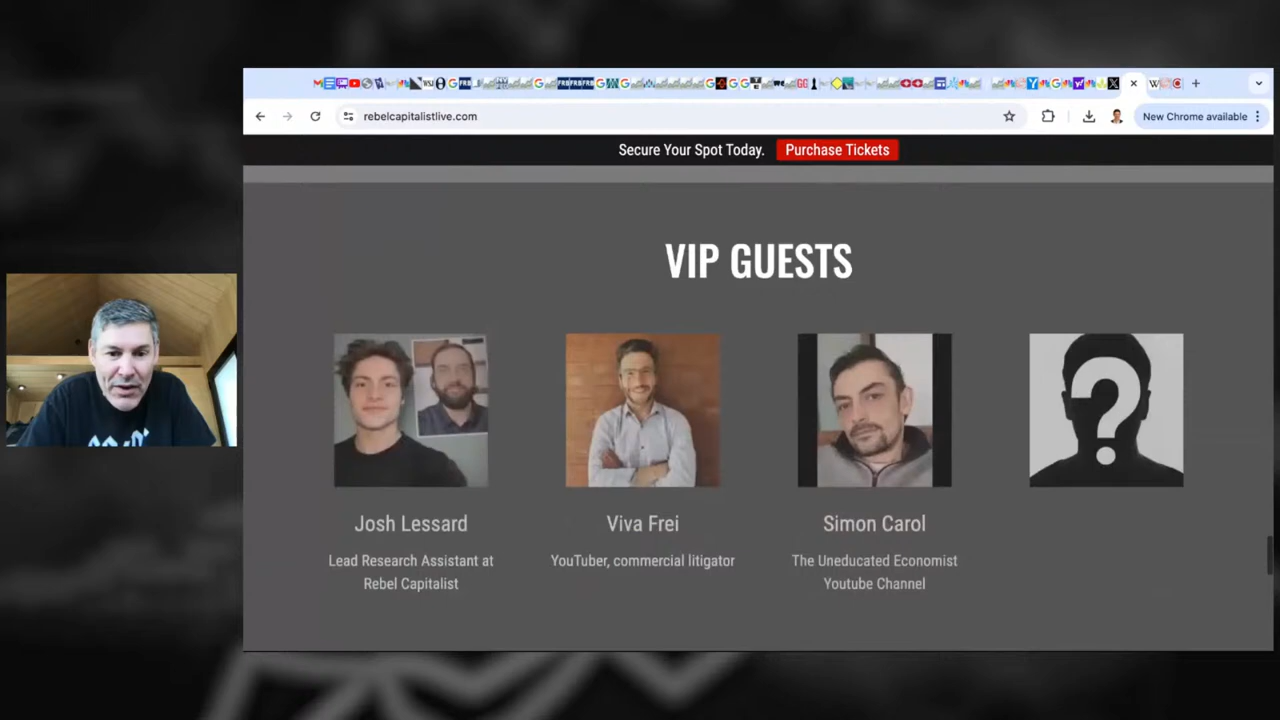 rebelcapitalistlive.com
New Chrome available
Secure Your Spot Today. Purchase Tickets
VIP GUESTS
Josh Lessard
Lead Research Assistant at
Rebel Capitalist
Viva Frei
YouTuber, commercial litigator
Simon Carol
The Uneducated Economist
Youtube Channel
?